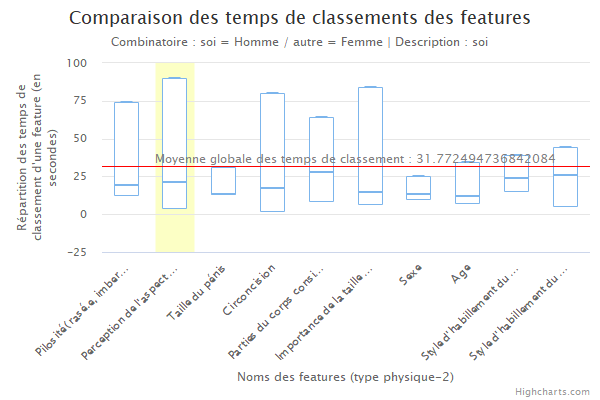 Comparaison des temps de classements des features
Combinatoire : soi = Homme / autre = Femme | Description : soi
Répartition des temps de
classement d'une feature (en
secondes)
100
75
50
25
0
−25
Moyenne globale des temps de classement : 31.772494736842084
Pilosité(rasé.e, imber...
Perception de l'aspect...
Taille du pénis
Circoncision
Parties du corps consi...
Importance de la taille...
Sexe
Age
Style d'habillement du ...
Style d'habillement du ...
Noms des features (type physique-2)
Highcharts.com